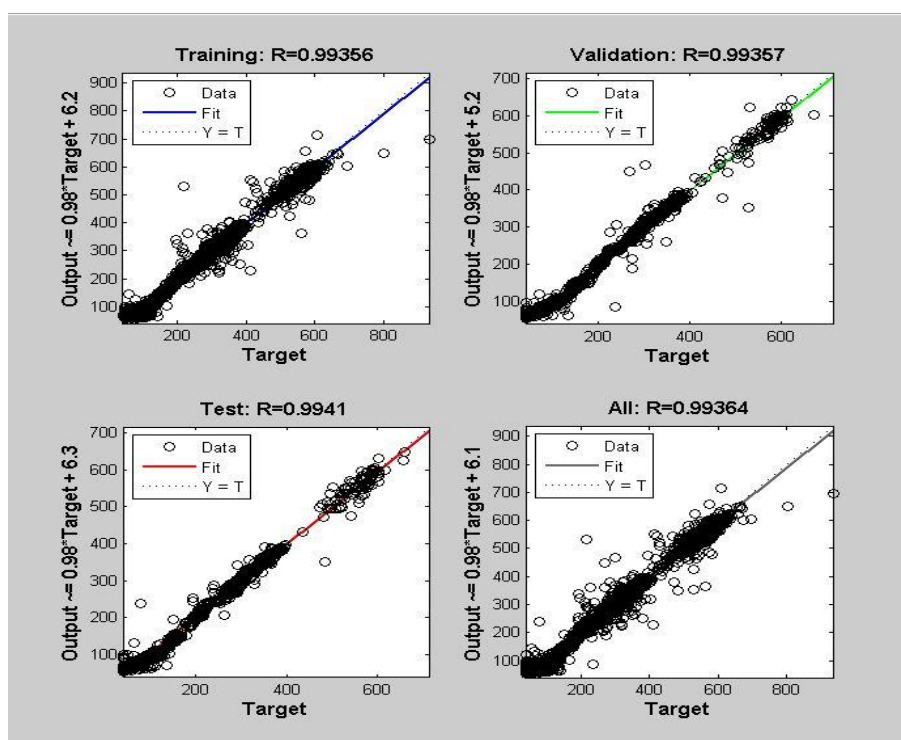 Training: R=0.99356
Output ~= 0.98*Target + 6.2
900
800
700
600
500
400
300
200
100
Data
Fit
Y = T
200 400 600 800
Target
Validation: R=0.99357
Output ~= 0.98*Target + 5.2
700
600
500
400
300
200
100
Data
Fit
Y = T
200 400 600
Target
Test: R=0.9941
Output ~= 0.98*Target + 6.3
700
600
500
400
300
200
100
Data
Fit
Y = T
200 400 600
Target
All: R=0.99364
Output ~= 0.98*Target + 6.1
900
800
700
600
500
400
300
200
100
Data
Fit
Y = T
200 400 600 800
Target